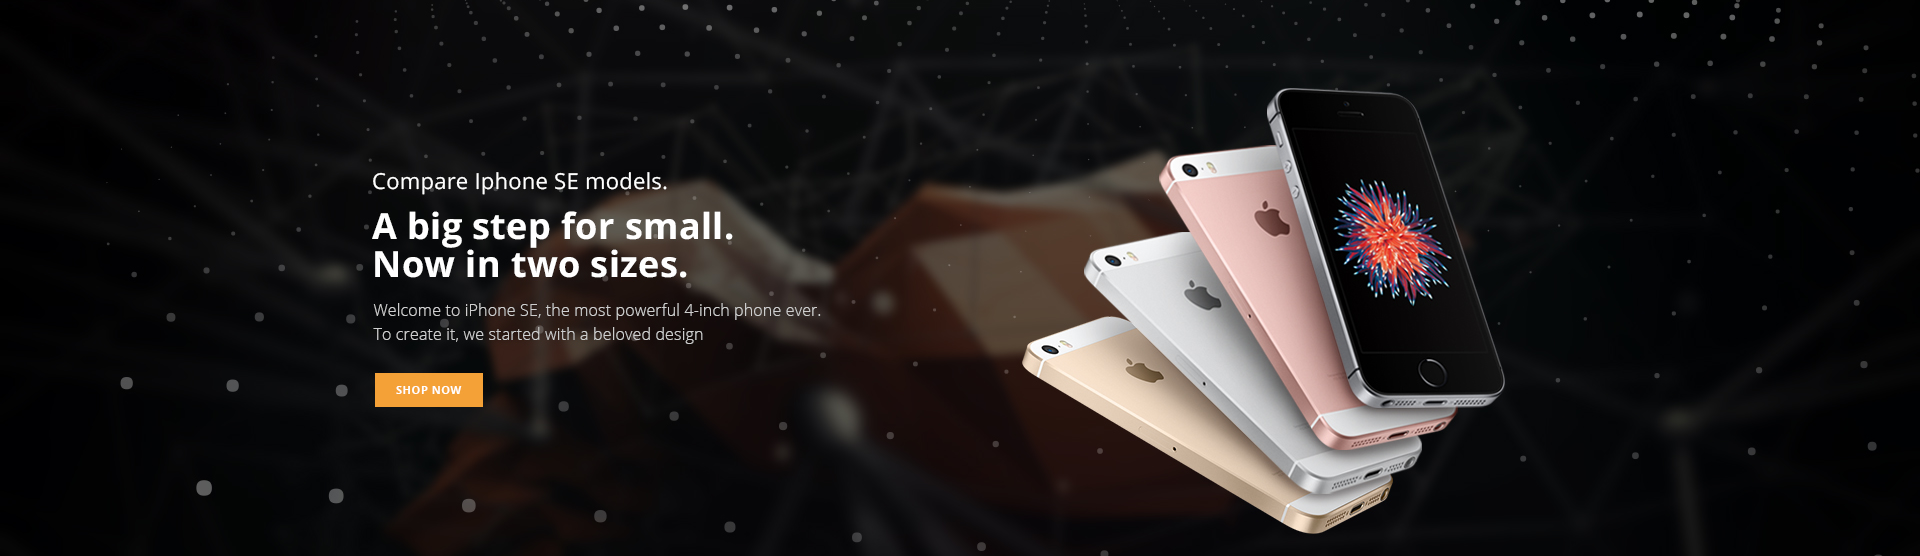 Compare Iphone SE models.
A big step for small.
Now in two sizes.
Welcome to iPhone SE, the most powerful 4-inch phone ever.
To create it, we started with a beloved design
SHOP NOW